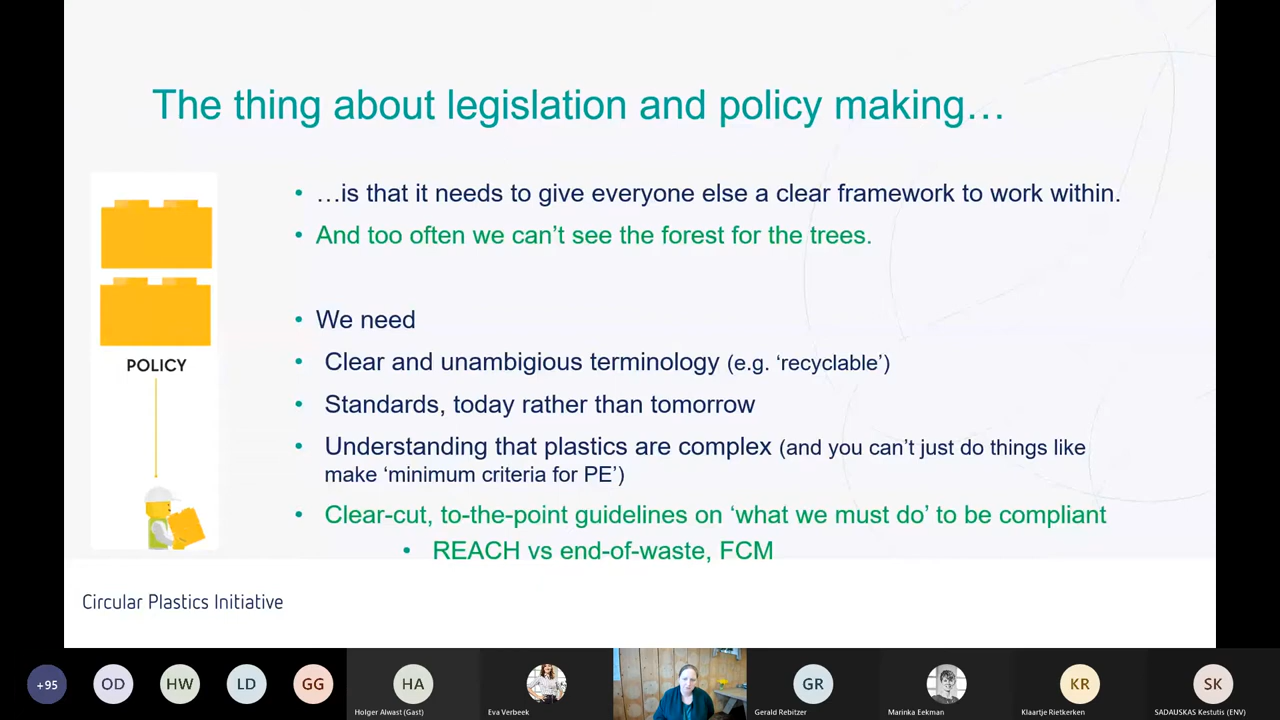 The thing about legislation and policy making…
…is that it needs to give everyone else a clear framework to work within.
And too often we can't see the forest for the trees.
We need
Clear and unambigious terminology (e.g. 'recyclable')
Standards, today rather than tomorrow
Understanding that plastics are complex (and you can't just do things like
make 'minimum criteria for PE')
Clear-cut, to-the-point guidelines on 'what we must do' to be compliant
REACH vs end-of-waste, FCM
POLICY
Circular Plastics Initiative
+95
OD
HW
LD
GG
HA
GR
KR
SK
Holger Alwast (Gast)
Eva Verbeek
Gerald Rebitzer
Marinka Eekman
Klaartje Rietkerken
SADAUSKAS Kestutis (ENV)